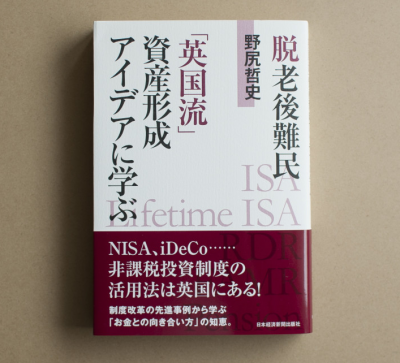 脱老後難民
野尻哲史
「英国流」
資産形成
アイデアに学ぶ
ISA
Lifetime ISA
RDR
NISA、iDeCo……
非課税投資制度の
活用法は英国にある!
制度改革の先進事例から学ぶ
「お金との向き合い方」の知恵。
日本経済新聞出版社